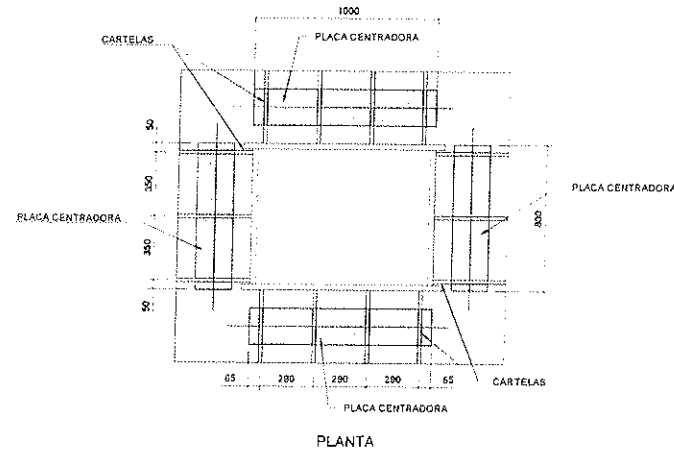 1000
CARTELAS
PLACA CENTRADORA
50
350
PLACA CENTRADORA
800
PLACA CENTRADORA
350
50
65 280 290 280 65
CARTELAS
PLACA CENTRADORA
PLANTA